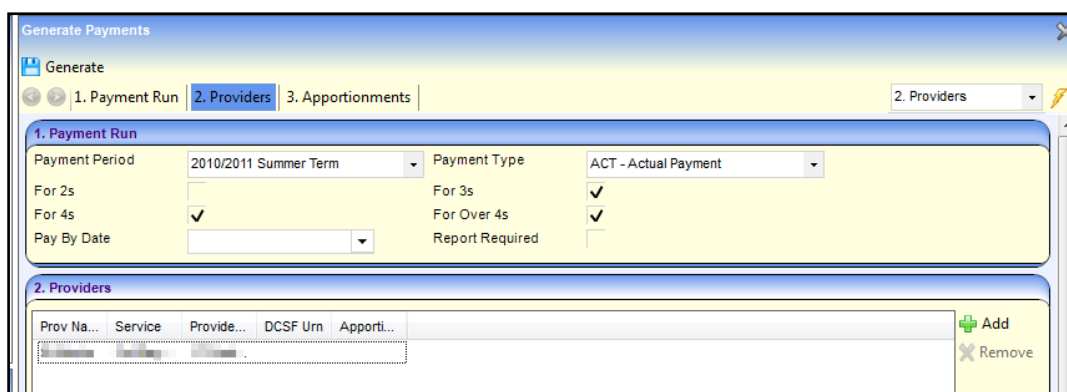 Generate Payments
Generate
1. Payment Run 2. Providers 3. Apportionments 2. Providers
1. Payment Run
Payment Period 2010/2011 Summer Term Payment Type ACT - Actual Payment
For 2s For 3s
For 4s For Over 4s
Pay By Date Report Required
2. Providers
Prov Na... Service Provide... DCSF Urn Apporti... Add
Remove